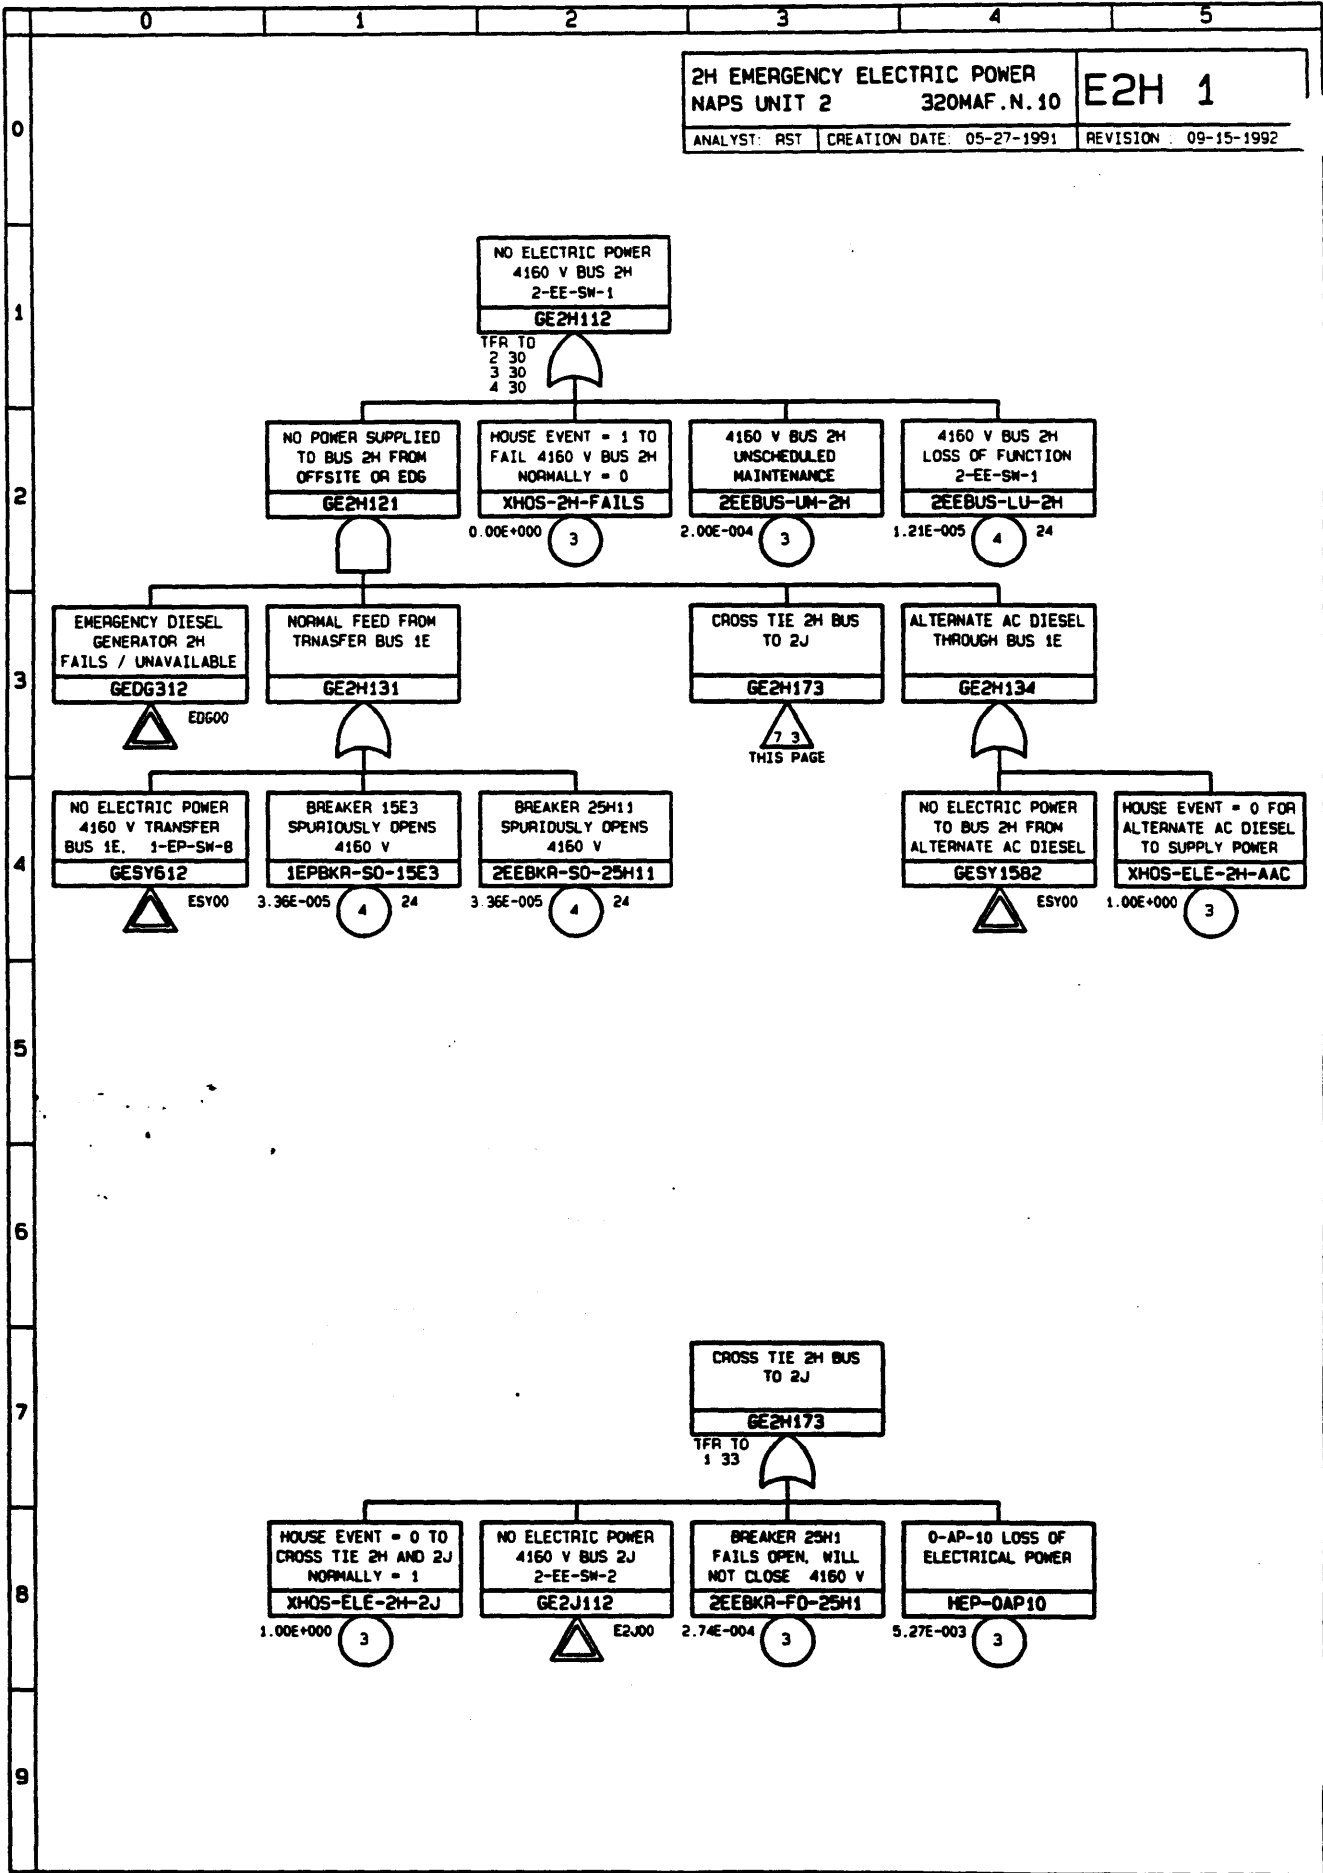 0 1 2 3 4 5
2H EMERGENCY ELECTRIC POWER
NAPS UNIT 2 320MAF.N.10
E2H 1
ANALYST: RST CREATION DATE: 05-27-1991 REVISION : 09-15-1992
0
1
2
3
4
5
6
7
8
9
NO ELECTRIC POWER
4160 V BUS 2H
2-EE-SW-1
GE2H112
TFR TO
2 30
3 30
4 30
NO POWER SUPPLIED
TO BUS 2H FROM
OFFSITE OR EDG
GE2H121
HOUSE EVENT = 1 TO
FAIL 4160 V BUS 2H
NORMALLY = 0
XHOS-2H-FAILS
0.00E+000 3
4160 V BUS 2H
UNSCHEDULED
MAINTENANCE
2EEBUS-UM-2H
2.00E-004 3
4160 V BUS 2H
LOSS OF FUNCTION
2-EE-SW-1
2EEBUS-LU-2H
1.21E-005 4 24
EMERGENCY DIESEL
GENERATOR 2H
FAILS / UNAVAILABLE
GEDG312
EDG00
NORMAL FEED FROM
TRNASFER BUS 1E
GE2H131
CROSS TIE 2H BUS
TO 2J
GE2H173
7 3
THIS PAGE
ALTERNATE AC DIESEL
THROUGH BUS 1E
GE2H134
NO ELECTRIC POWER
4160 V TRANSFER
BUS 1E, 1-EP-SW-B
GESY612
ESY00
BREAKER 15E3
SPURIOUSLY OPENS
4160 V
1EPBKR-SO-15E3
3.36E-005 4 24
BREAKER 25H11
SPURIOUSLY OPENS
4160 V
2EEBKR-SO-25H11
3.36E-005 4 24
NO ELECTRIC POWER
TO BUS 2H FROM
ALTERNATE AC DIESEL
GESY1582
ESY00
HOUSE EVENT = 0 FOR
ALTERNATE AC DIESEL
TO SUPPLY POWER
XHOS-ELE-2H-AAC
1.00E+000 3
CROSS TIE 2H BUS
TO 2J
GE2H173
TFR TO
1 33
HOUSE EVENT = 0 TO
CROSS TIE 2H AND 2J
NORMALLY = 1
XHOS-ELE-2H-2J
1.00E+000 3
NO ELECTRIC POWER
4160 V BUS 2J
2-EE-SW-2
GE2J112
E2J00
BREAKER 25H1
FAILS OPEN, WILL
NOT CLOSE 4160 V
2EEBKR-FO-25H1
2.74E-004 3
0-AP-10 LOSS OF
ELECTRICAL POWER
HEP-0AP10
5.27E-003 3